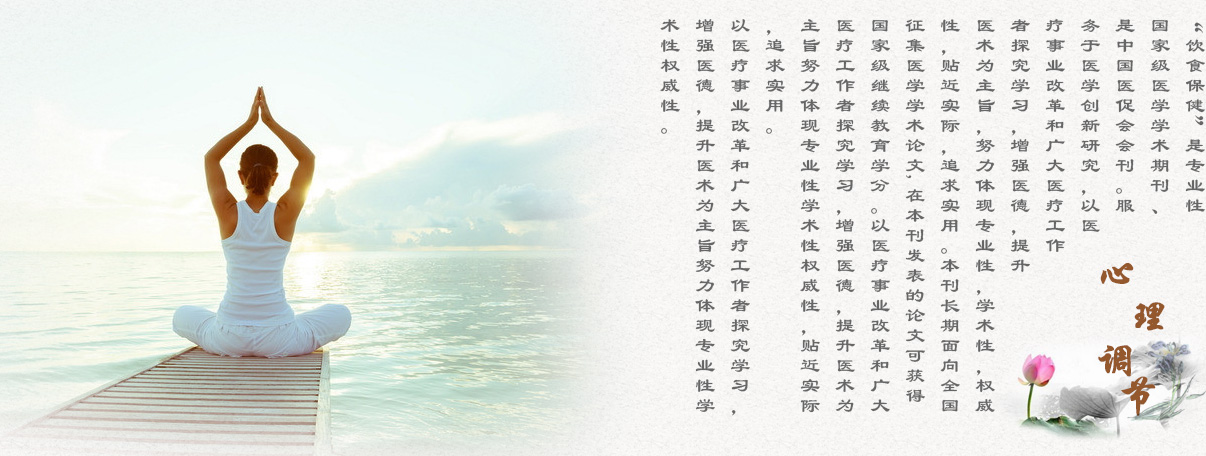 “饮食保健”是专业性
国家级医学学术期刊、
是中国医促会会刊。服
务于医学创新研究，以医
疗事业改革和广大医疗工作
者探究学习，增强医德，提升
医术为主旨，努力体现专业性，学术性，权威
性，贴近实际，追求实用。本刊长期面向全国
征集医学学术论文,在本刊发表的论文可获得
国家级继续教育学分。以医疗事业改革和广大
医疗工作者探究学习，增强医德，提升医术为
主旨努力体现专业性学术性权威性，贴近实际
，追求实用。
以医疗事业改革和广大医疗工作者探究学习，
增强医德，提升医术为主旨努力体现专业性学
术性权威性。
心理调节